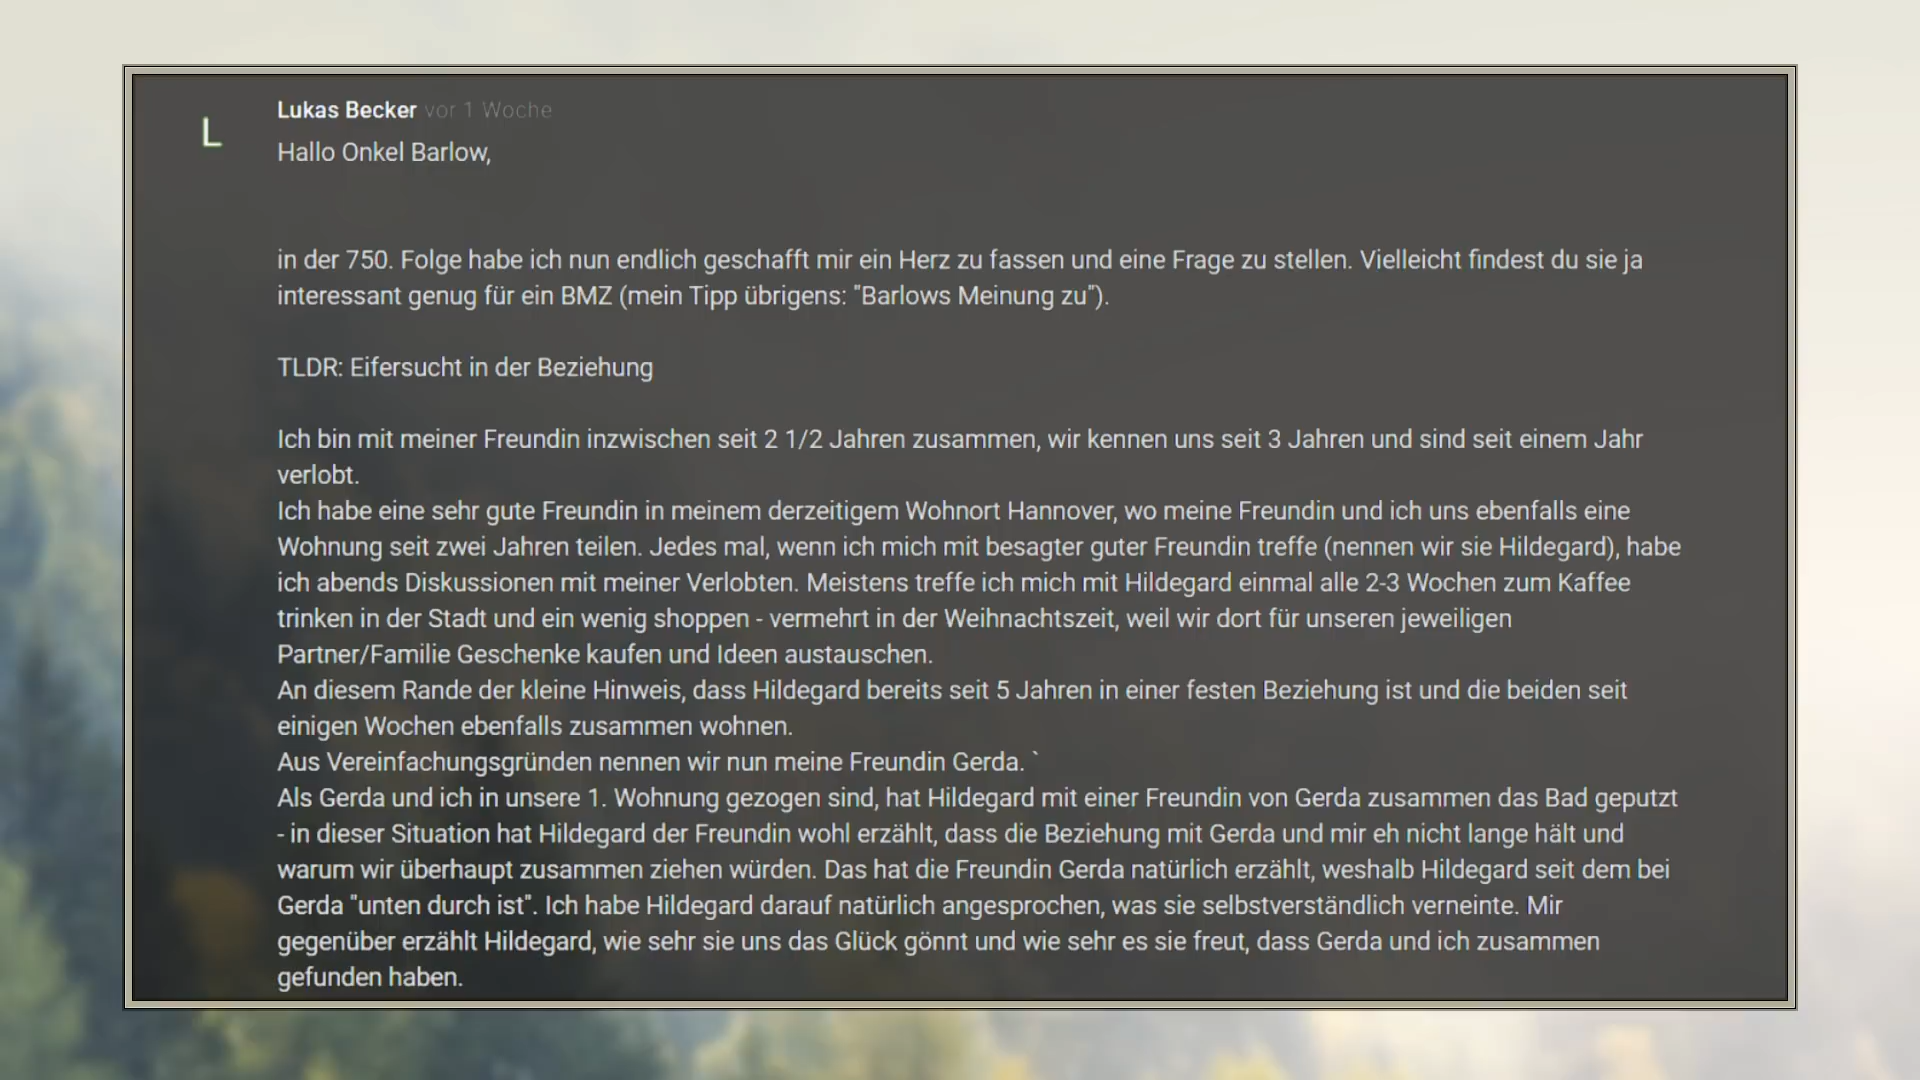 Lukas Becker vor 1 Woche
L
Hallo Onkel Barlow,
in der 750. Folge habe ich nun endlich geschafft mir ein Herz zu fassen und eine Frage zu stellen. Vielleicht findest du sie ja
interessant genug für ein BMZ (mein Tipp übrigens: "Barlows Meinung zu").
TLDR: Eifersucht in der Beziehung
Ich bin mit meiner Freundin inzwischen seit 2 1/2 Jahren zusammen, wir kennen uns seit 3 Jahren und sind seit einem Jahr
verlobt.
Ich habe eine sehr gute Freundin in meinem derzeitigem Wohnort Hannover, wo meine Freundin und ich uns ebenfalls eine
Wohnung seit zwei Jahren teilen. Jedes mal, wenn ich mich mit besagter guter Freundin treffe (nennen wir sie Hildegard), habe
ich abends Diskussionen mit meiner Verlobten. Meistens treffe ich mich mit Hildegard einmal alle 2-3 Wochen zum Kaffee
trinken in der Stadt und ein wenig shoppen - vermehrt in der Weihnachtszeit, weil wir dort für unseren jeweiligen
Partner/Familie Geschenke kaufen und Ideen austauschen.
An diesem Rande der kleine Hinweis, dass Hildegard bereits seit 5 Jahren in einer festen Beziehung ist und die beiden seit
einigen Wochen ebenfalls zusammen wohnen.
Aus Vereinfachungsgründen nennen wir nun meine Freundin Gerda. `
Als Gerda und ich in unsere 1. Wohnung gezogen sind, hat Hildegard mit einer Freundin von Gerda zusammen das Bad geputzt
- in dieser Situation hat Hildegard der Freundin wohl erzählt, dass die Beziehung mit Gerda und mir eh nicht lange hält und
warum wir überhaupt zusammen ziehen würden. Das hat die Freundin Gerda natürlich erzählt, weshalb Hildegard seit dem bei
Gerda "unten durch ist". Ich habe Hildegard darauf natürlich angesprochen, was sie selbstverständlich verneinte. Mir
gegenüber erzählt Hildegard, wie sehr sie uns das Glück gönnt und wie sehr es sie freut, dass Gerda und ich zusammen
gefunden haben.